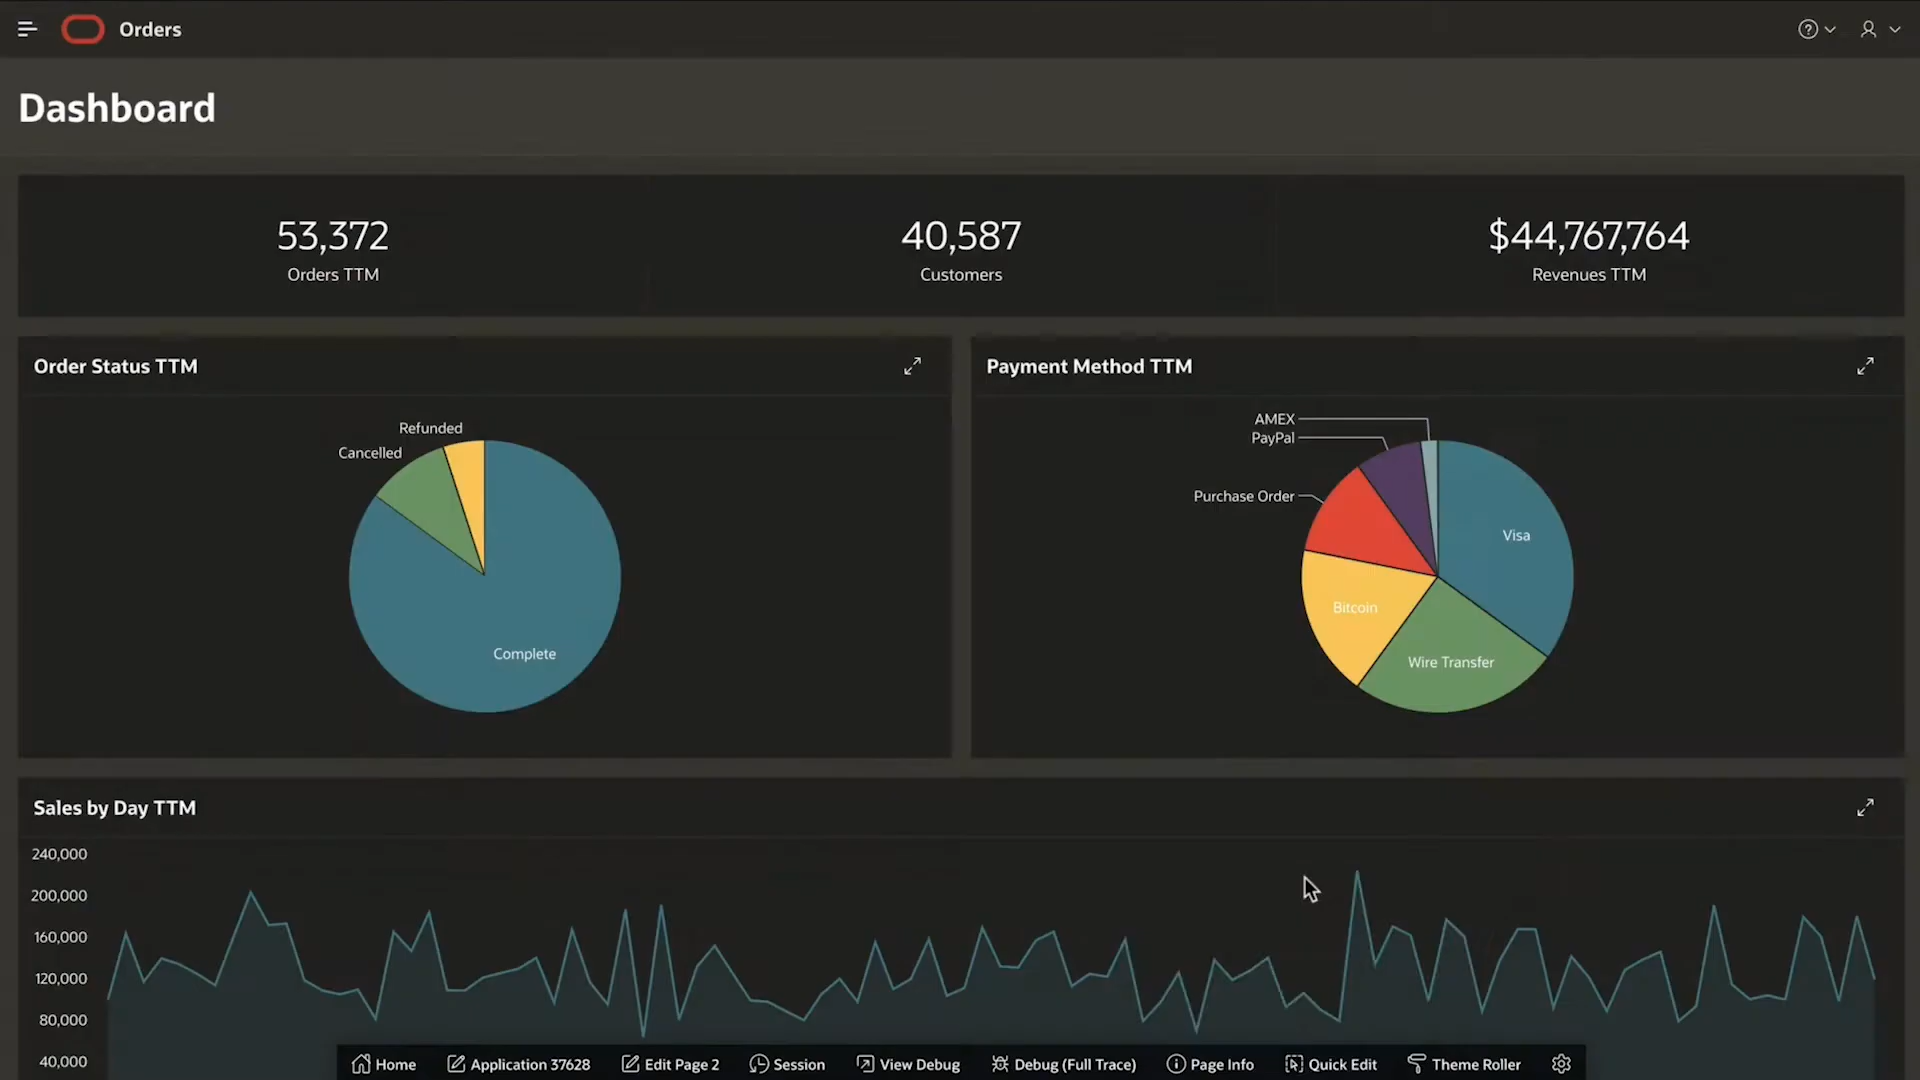 Orders
Dashboard
53,372
Orders TTM
40,587
Customers
$44,767,764
Revenues TTM
Order Status TTM
Refunded
Cancelled
Complete
Payment Method TTM
AMEX
PayPal
Purchase Order
Visa
Bitcoin
Wire Transfer
Sales by Day TTM
240,000
200,000
160,000
120,000
80,000
40,000
Home Application 37628 Edit Page 2 Session View Debug Debug (Full Trace) Page Info Quick Edit Theme Roller